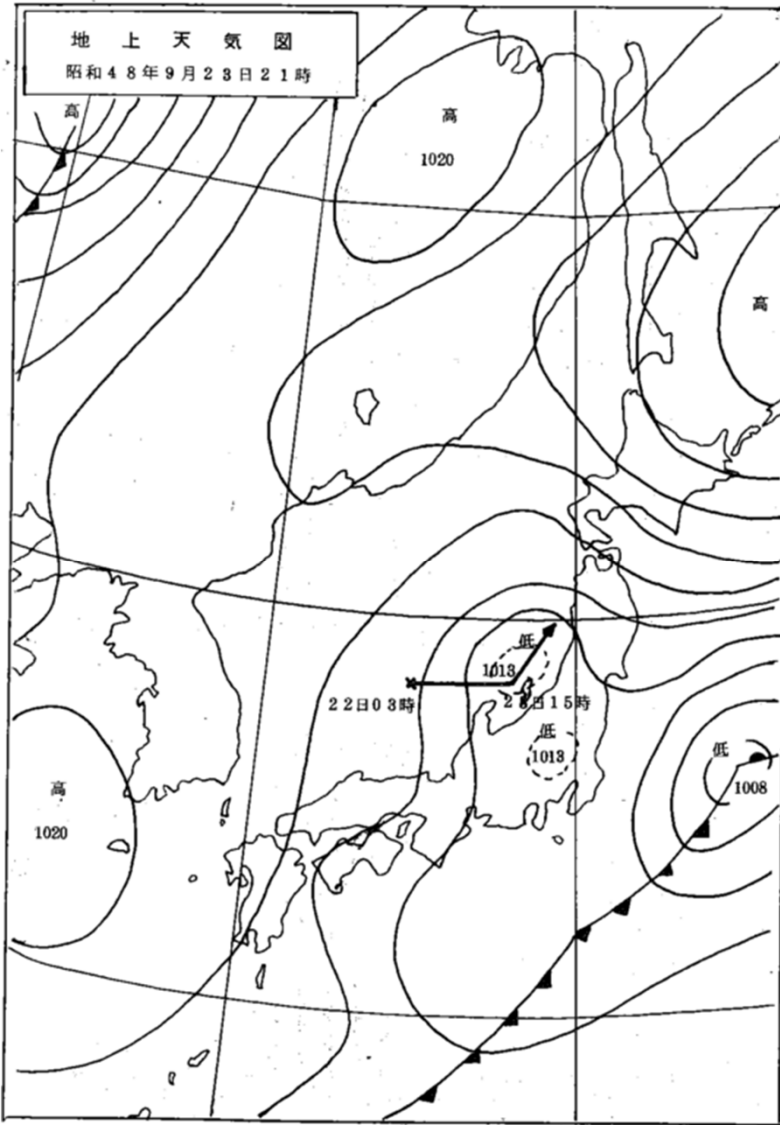 地上天気図
昭和48年9月23日21時
高
高
1020
高
低
1013
22日03時
23日15時
低
1013
低
1008
高
1020